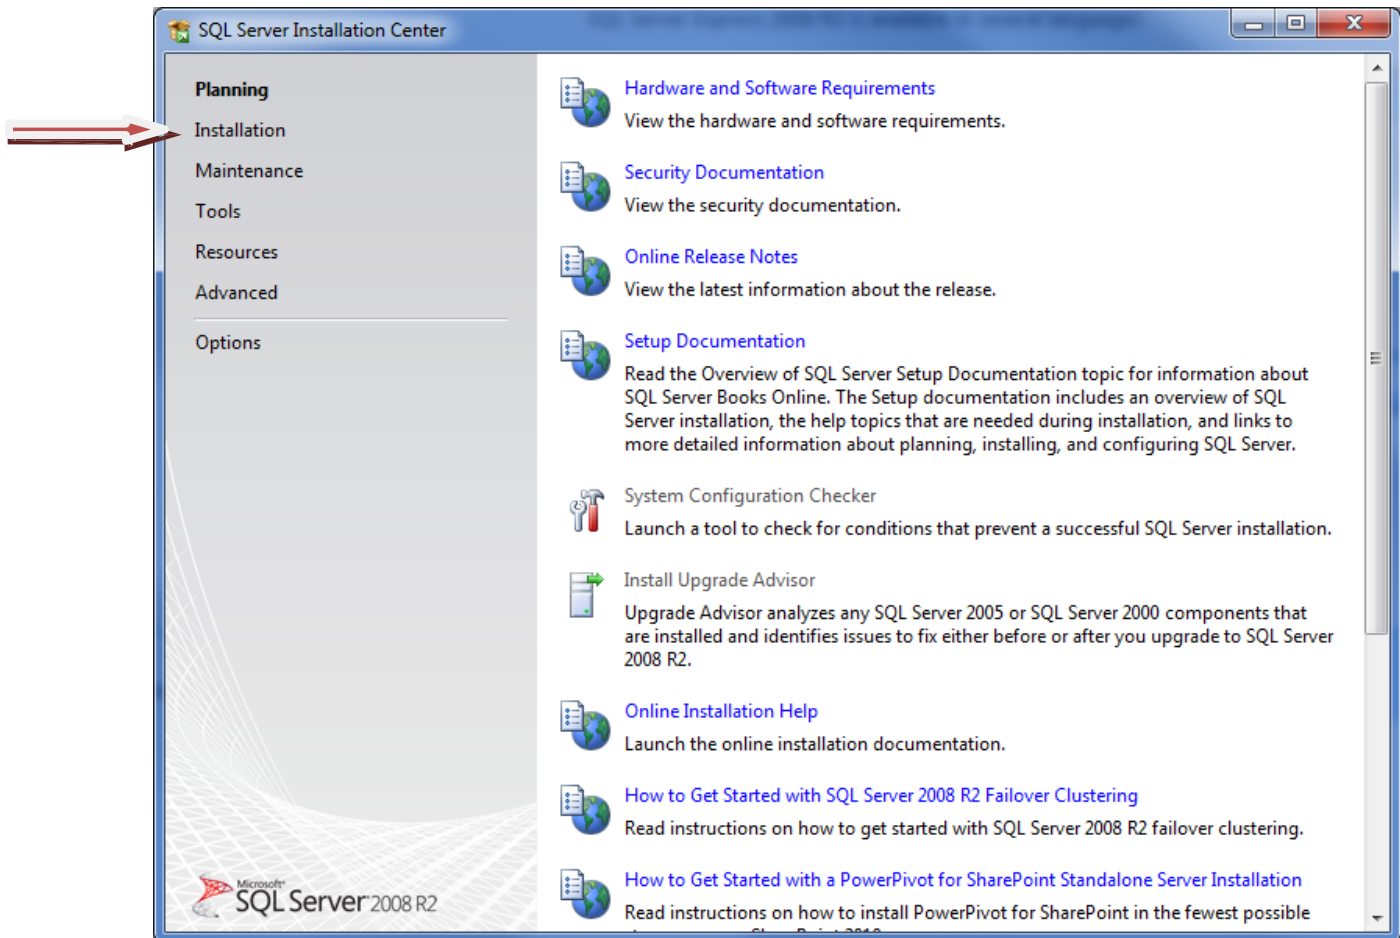 SQL Server Express 2008 R2 is available in several languages
SQL Server Installation Center
Planning
Installation
Maintenance
Tools
Resources
Advanced
Options
Hardware and Software Requirements
View the hardware and software requirements.
Security Documentation
View the security documentation.
Online Release Notes
View the latest information about the release.
Setup Documentation
Read the Overview of SQL Server Setup Documentation topic for information about
SQL Server Books Online. The Setup documentation includes an overview of SQL
Server installation, the help topics that are needed during installation, and links to
more detailed information about planning, installing, and configuring SQL Server.
System Configuration Checker
Launch a tool to check for conditions that prevent a successful SQL Server installation.
Install Upgrade Advisor
Upgrade Advisor analyzes any SQL Server 2005 or SQL Server 2000 components that
are installed and identifies issues to fix either before or after you upgrade to SQL Server
2008 R2.
Online Installation Help
Launch the online installation documentation.
How to Get Started with SQL Server 2008 R2 Failover Clustering
Read instructions on how to get started with SQL Server 2008 R2 failover clustering.
How to Get Started with a PowerPivot for SharePoint Standalone Server Installation
Read instructions on how to install PowerPivot for SharePoint in the fewest possible
Microsoft
SQL Server 2008 R2